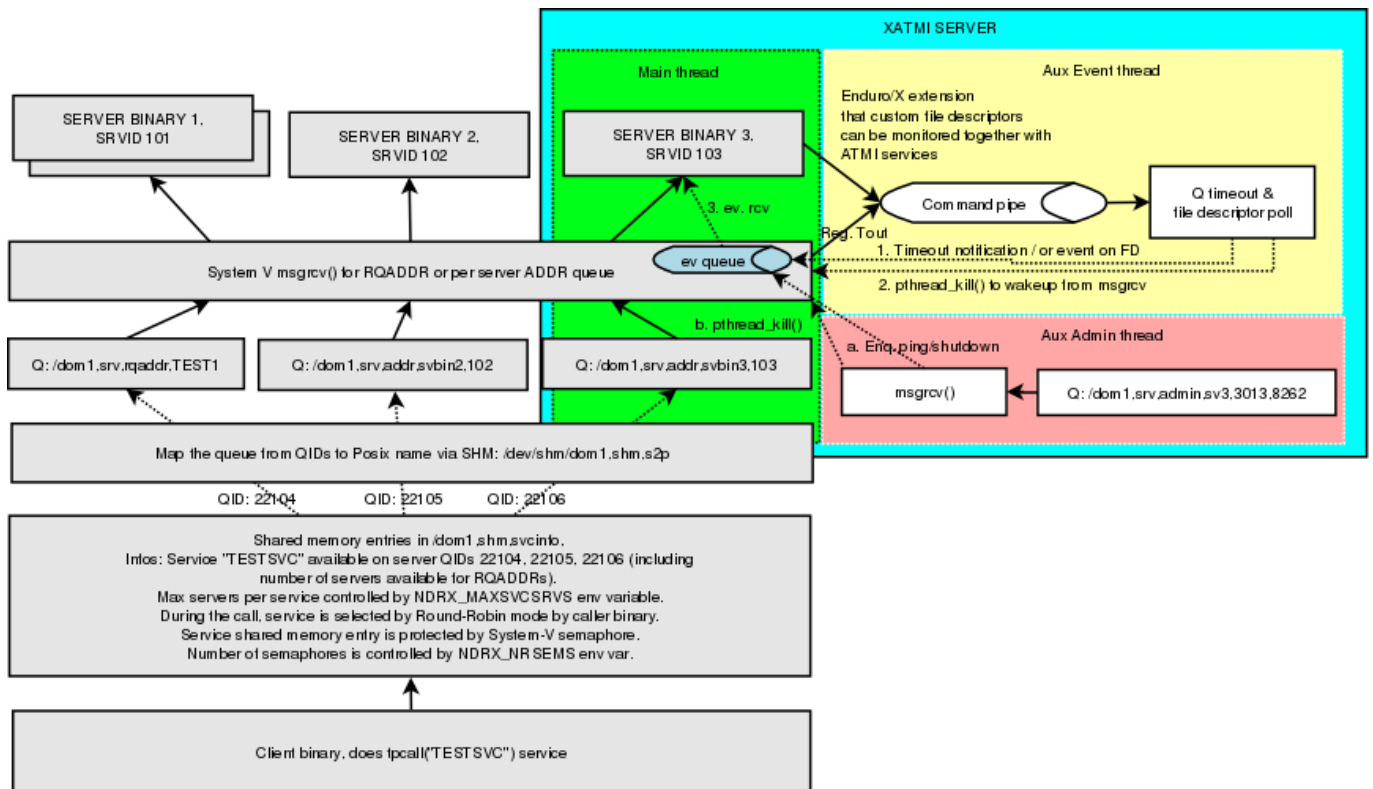 XATMI SERVER
Main thread
Aux Event thread
Enduro/X extension
that custom file descriptors
can be monitored together with
ATMI services
SERVER BINARY 1,
SRVID 101
SERVER BINARY 2,
SRVID 102
SERVER BINARY 3,
SRVID 103
Command pipe
Q timeout &
file descriptor poll
3. ev. rcv
Reg. Tout
1. Timeout notification / or event on FD
ev queue
System V msgrcv() for RQADDR or per server ADDR queue
2. pthread_kill() to wakeup from msgrcv
b. pthread_kill()
Aux Admin thread
a. Enq. ping/shutdown
Q: /dom1,srv,rqaddr,TEST1
Q: /dom1,srv,addr,svbin2,102
Q: /dom1,srv,addr,svbin3,103
msgrcv()
Q: /dom1,srv,admin,sv3,3013,8262
Map the queue from QIDs to Posix name via SHM: /dev/shm/dom1,shm,s2p
QID: 22104
QID: 22105
QID: 22106
Shared memory entries in /dom1,shm,svcinfo,
Infos: Service "TESTSVC" available on server QIDs 22104, 22105, 22106 (including
number of servers available for RQADDRs).
Max servers per service controlled by NDRX_MAXSVCSRVS env variable.
During the call, service is selected by Round-Robin mode by caller binary.
Service shared memory entry is protected by System-V semaphore.
Number of semaphores is controlled by NDRX_NRSEMS env var.
Client binary, does tpcall("TESTSVC") service